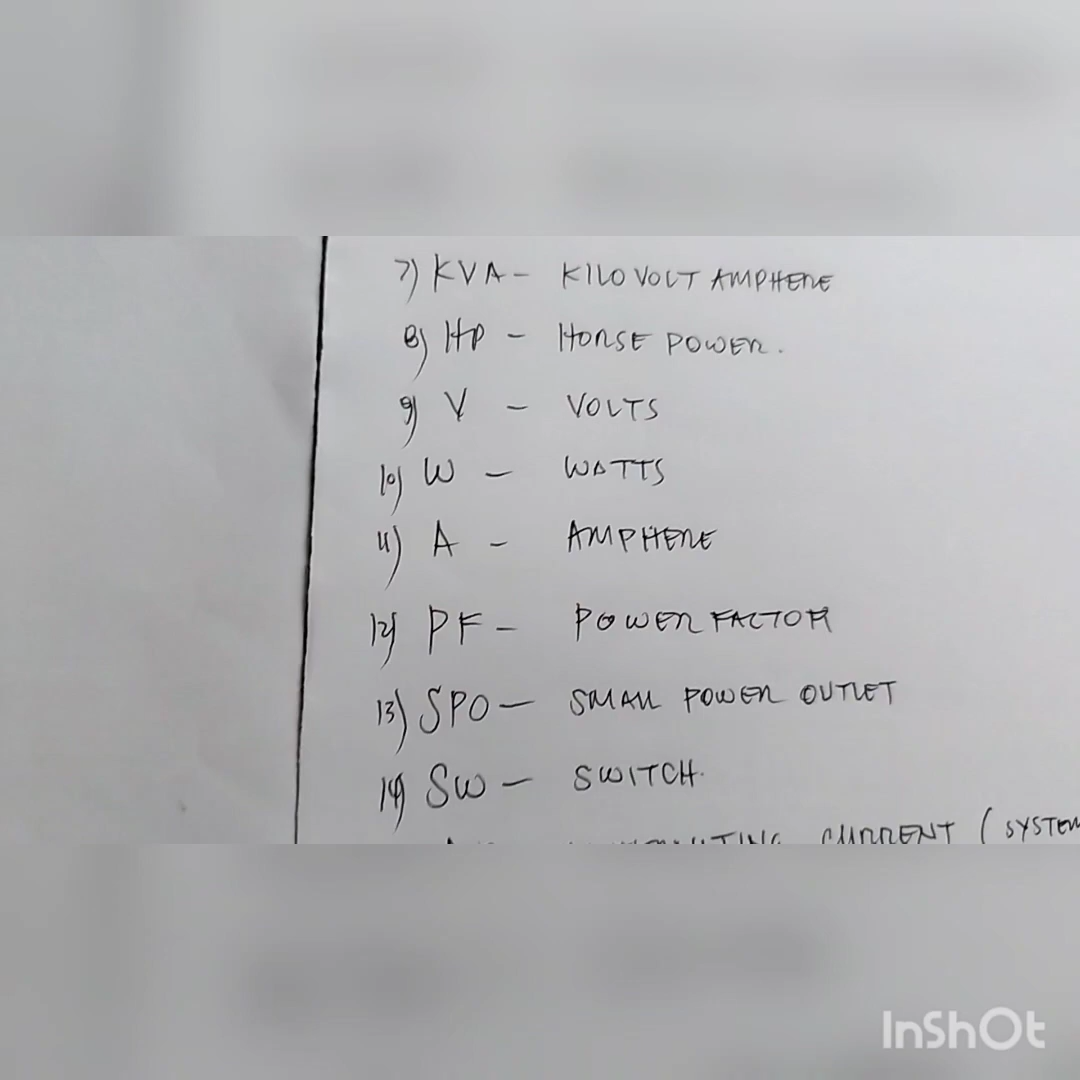 7) KVA - KILO VOLT AMPHERE
8) HP - HORSE POWER.
9) V - VOLTS
10) W - WATTS
11) A - AMPHERE
12) PF - POWER FACTOR
13) SPO - SMALL POWER OUTLET
14) SW - SWITCH.
CURRENT (SYSTEM
InShOt